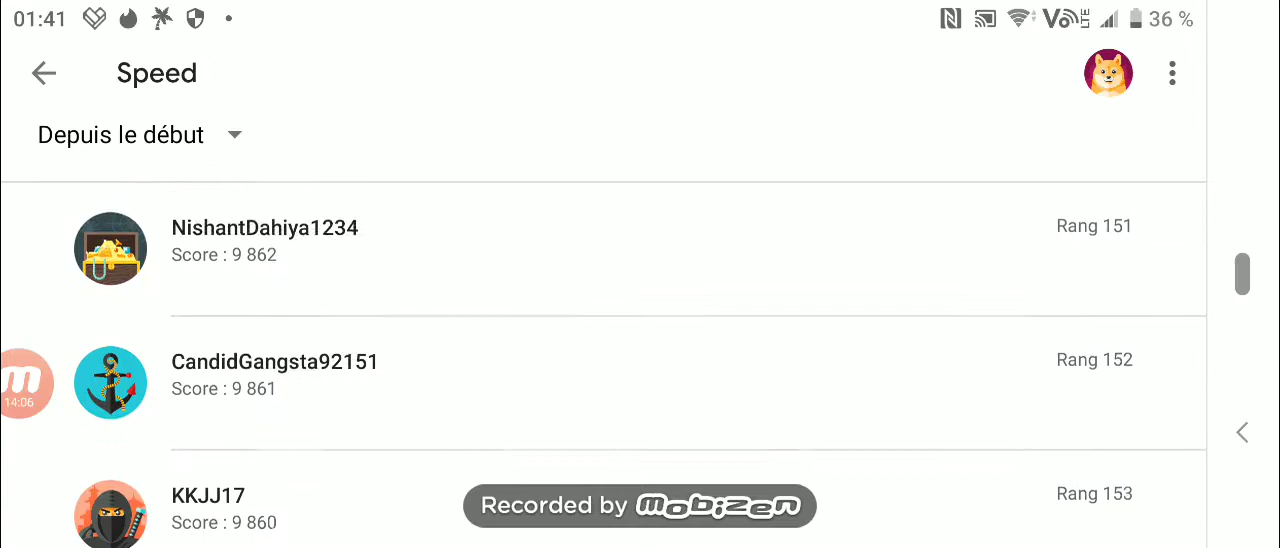 01:41
VoLTE 36 %
Speed
Depuis le début
NishantDahiya1234
Rang 151
Score : 9 862
CandidGangsta92151
Rang 152
Score : 9 861
m
14:06
KKJJ17
Rang 153
Score : 9 860
Recorded by mobizen